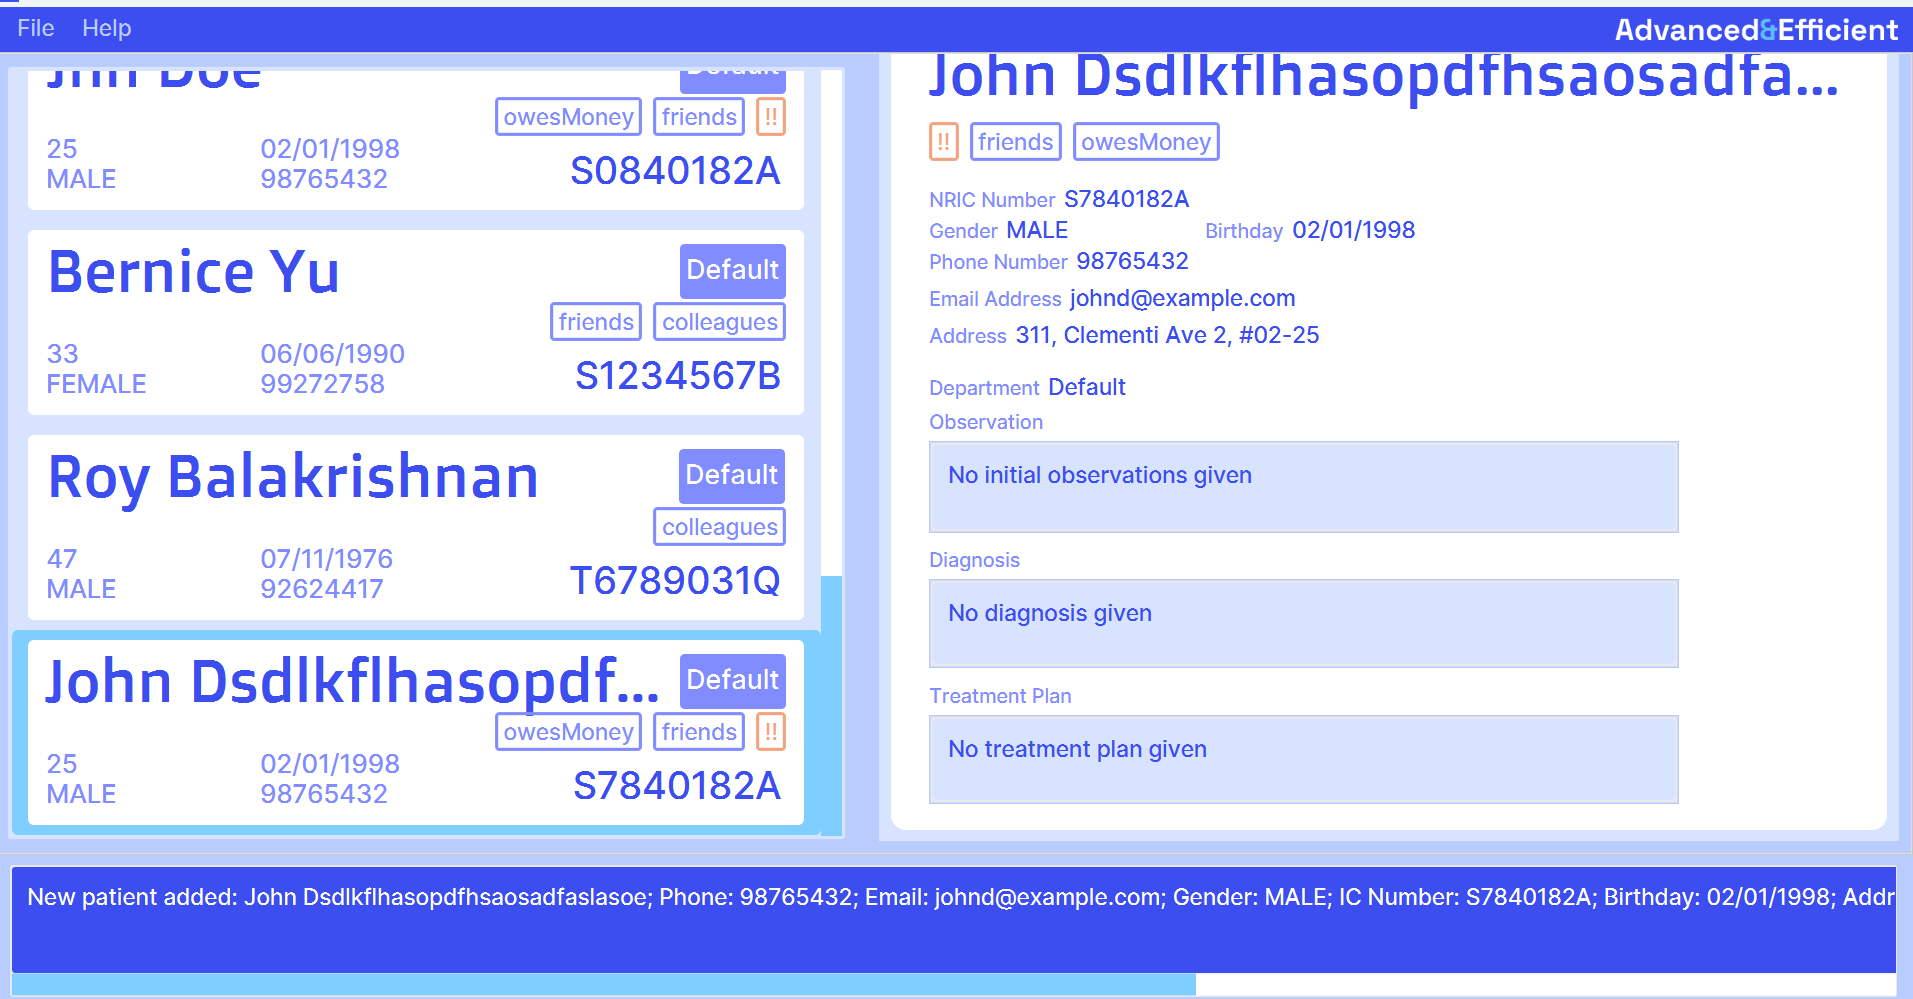 File Help
Advanced&Efficient
Jhn Doe
Default
owesMoney friends !!
25 02/01/1998
MALE 98765432
S0840182A
Bernice Yu
Default
friends colleagues
33 06/06/1990
FEMALE 99272758
S1234567B
Roy Balakrishnan
Default
colleagues
47 07/11/1976
MALE 92624417
T6789031Q
John Dsdlkflhasopdf...
Default
owesMoney friends !!
25 02/01/1998
MALE 98765432
S7840182A
John Dsdlkflhasopdfhsaosadfa...
!! friends owesMoney
NRIC Number S7840182A
Gender MALE Birthday 02/01/1998
Phone Number 98765432
Email Address johnd@example.com
Address 311, Clementi Ave 2, #02-25
Department Default
Observation
No initial observations given
Diagnosis
No diagnosis given
Treatment Plan
No treatment plan given
New patient added: John Dsdlkflhasopdfhsaosadfaslasoe; Phone: 98765432; Email: johnd@example.com; Gender: MALE; IC Number: S7840182A; Birthday: 02/01/1998; Addr